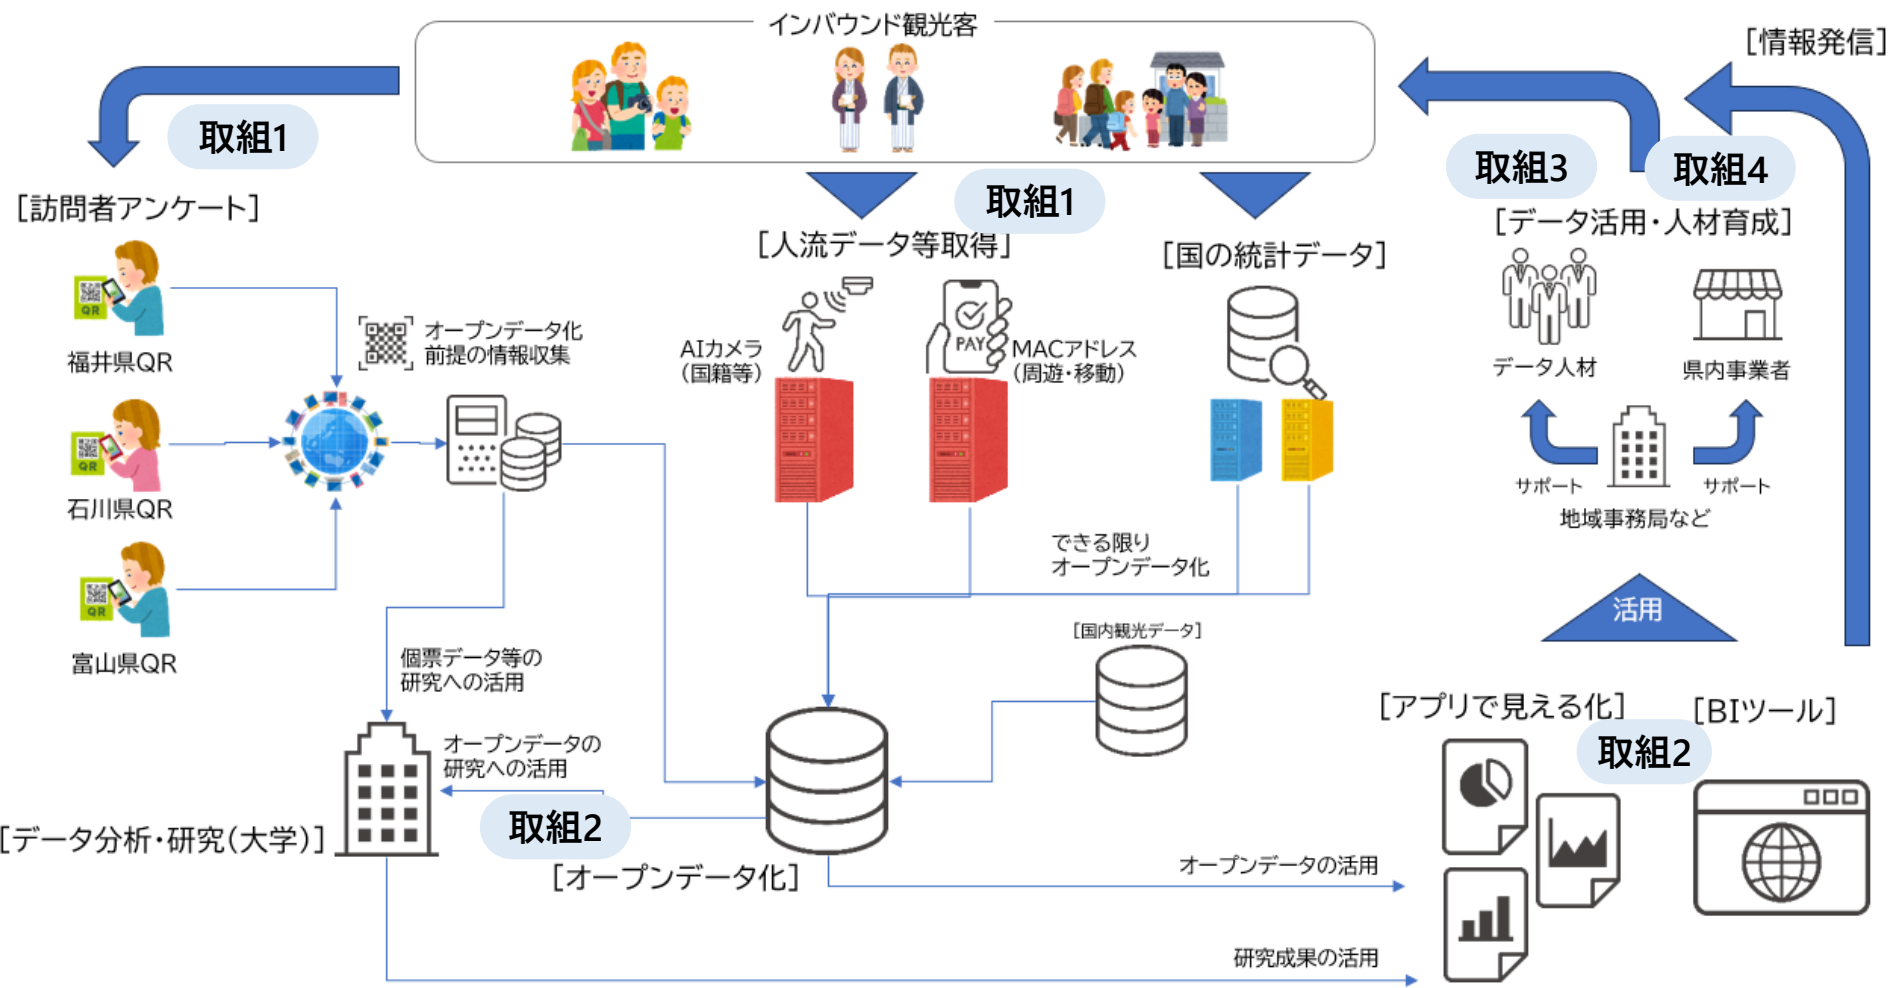 インバウンド観光客
[情報発信]
取組1
取組3
取組4
取組1
[訪問者アンケート]
[人流データ等取得]
[国の統計データ]
[データ活用・人材育成]
QR
福井県QR
オープンデータ化
前提の情報収集
AIカメラ
(国籍等)
PAY
MACアドレス
(周遊・移動)
データ人材
県内事業者
QR
石川県QR
サポート
サポート
地域事務局など
できる限り
オープンデータ化
QR
富山県QR
活用
[国内観光データ]
個票データ等の
研究への活用
[アプリで見える化]
[BIツール]
取組2
オープンデータの
研究への活用
取組2
[データ分析・研究(大学)]
[オープンデータ化]
オープンデータの活用
研究成果の活用